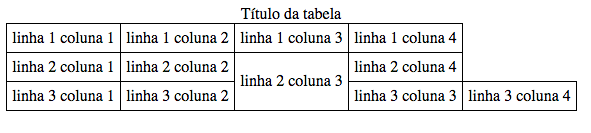 Título da tabela
linha 1 coluna 1 linha 1 coluna 2 linha 1 coluna 3 linha 1 coluna 4
linha 2 coluna 1 linha 2 coluna 2 linha 2 coluna 3 linha 2 coluna 4
linha 3 coluna 1 linha 3 coluna 2 linha 3 coluna 3 linha 3 coluna 4